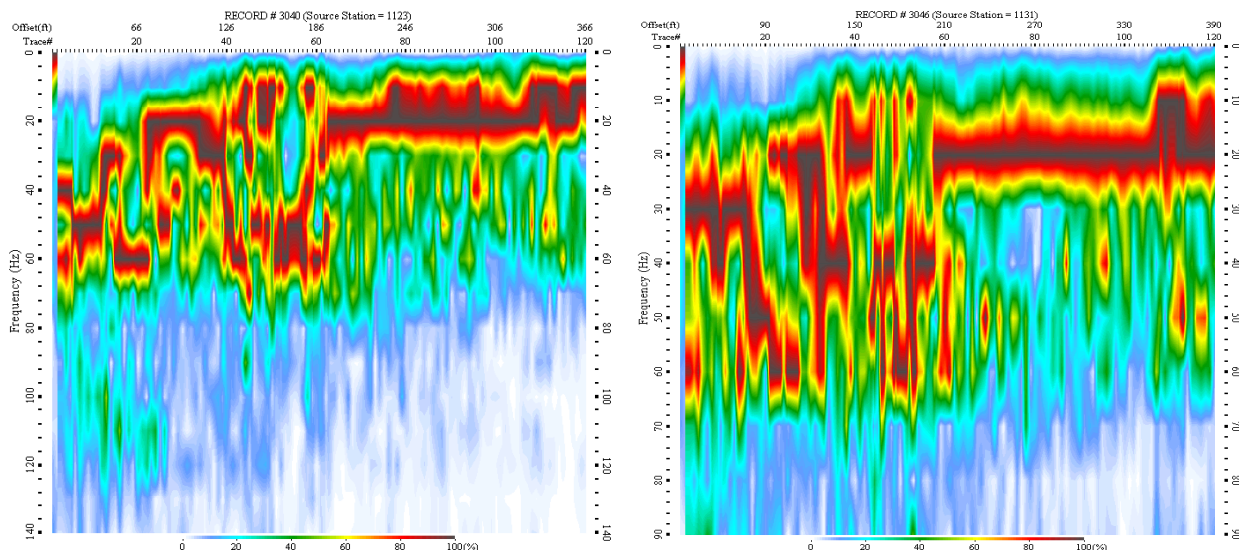 RECORD # 3040 (Source Station = 1123)
Offset(ft) 66 126 186 246 306 366
Trace# 20 40 60 80 100 120
0 0
20 20
40 40
60 60
80 80
100 100
120 120
140 140
Frequency (Hz)
0 20 40 60 80 100(%)
RECORD # 3046 (Source Station = 1131)
Offset(ft) 90 150 210 270 330 390
Trace# 20 40 60 80 100 120
0 0
10 10
20 20
30 30
40 40
50 50
60 60
70 70
80 80
90 90
Frequency (Hz)
0 20 40 60 80 100(%)